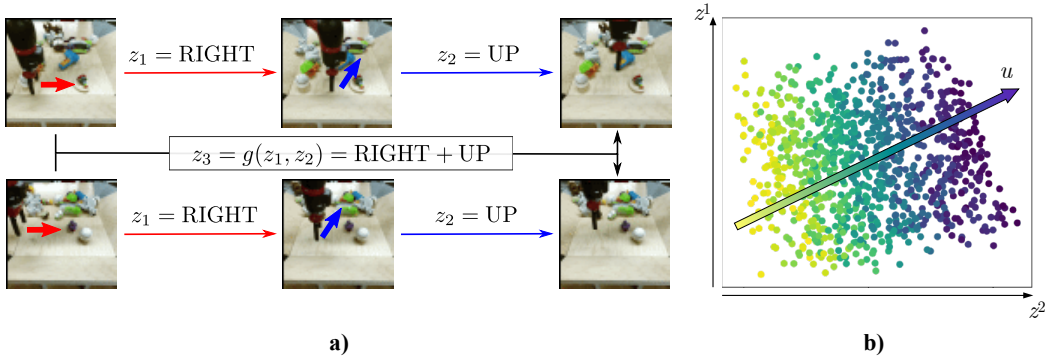 z₁ = RIGHT
z₂ = UP
z₃ = g(z₁, z₂) = RIGHT + UP
z₁ = RIGHT
z₂ = UP
a)
z¹
u
z²
b)